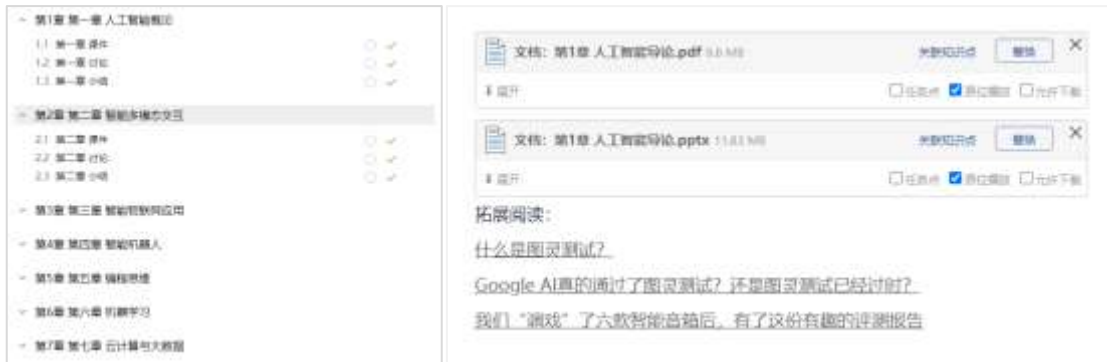 第1章 第一章 人工智能概论
1.1 第一章 课件
1.2 第一章 讨论
1.3 第一章 小结
第2章 第二章 智能多模态交互
2.1 第二章 课件
2.2 第二章 讨论
2.3 第二章 小结
第3章 第三章 智能物联网应用
第4章 第四章 智能机器人
第5章 第五章 编程思维
第6章 第六章 机器学习
第7章 第七章 云计算与大数据
文档：第1章 人工智能导论.pdf MB 关联知识点 替换
展开 任务点 原位播放 允许下载
文档：第1章 人工智能导论.pptx MB 关联知识点 替换
展开 任务点 原位播放 允许下载
拓展阅读：
什么是图灵测试？
Google AI真的通过了图灵测试？还是图灵测试已经过时？
我们“调戏”了六款智能音箱后，有了这份有趣的评测报告